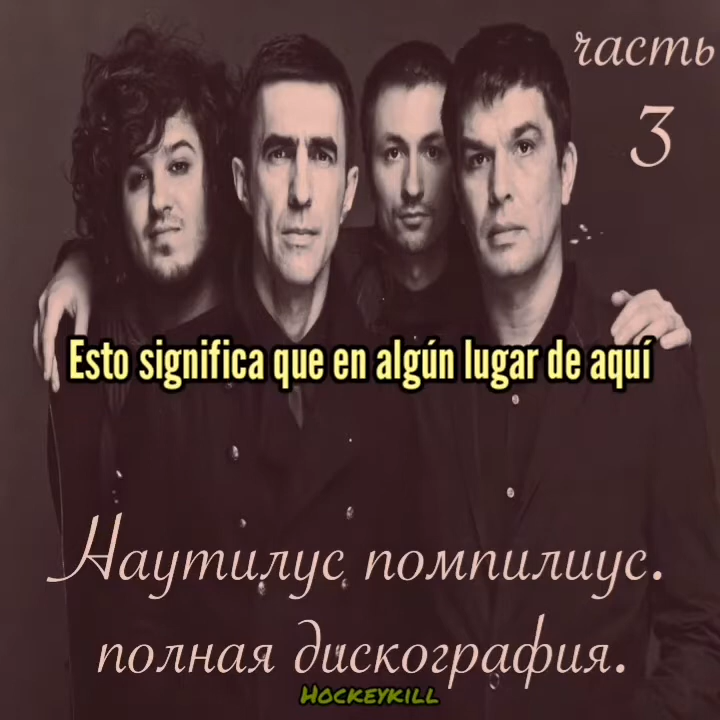 часть
3
Esto significa que en algún lugar de aquí
Наутилус помпилиус.
полная дискография.
HOCKEYKILL